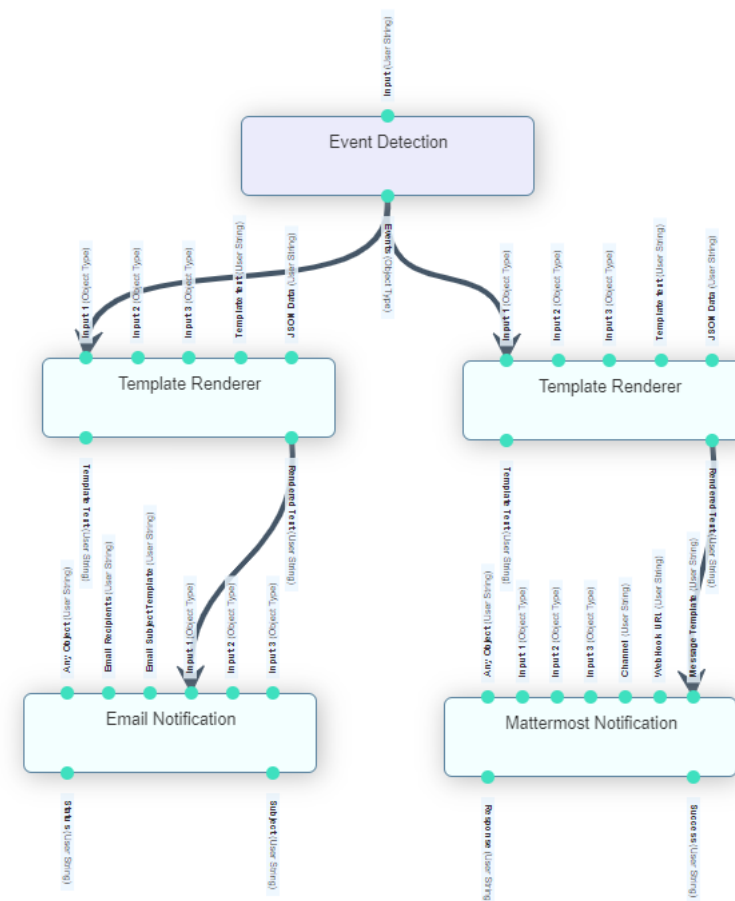 Input (User String)
Event Detection
Events (Object Type)
Input 1 (Object Type)
Input 2 (Object Type)
Input 3 (Object Type)
Template text (User String)
JSON Data (User String)
Input 1 (Object Type)
Input 2 (Object Type)
Input 3 (Object Type)
Template text (User String)
JSON Data (User String)
Template Renderer
Template Renderer
Template Text (User String)
Rendered Text (User String)
Template Text (User String)
Rendered Text (User String)
Any Object (User String)
Email Recipients (User String)
Email Subject Template (User String)
Input 1 (Object Type)
Input 2 (Object Type)
Input 3 (Object Type)
Any Object (User String)
Input 1 (Object Type)
Input 2 (Object Type)
Input 3 (Object Type)
Channel (User String)
WebHook URL (User String)
Message Template (User String)
Email Notification
Mattermost Notification
Status (User String)
Subject (User String)
Response (User String
Success (User String)